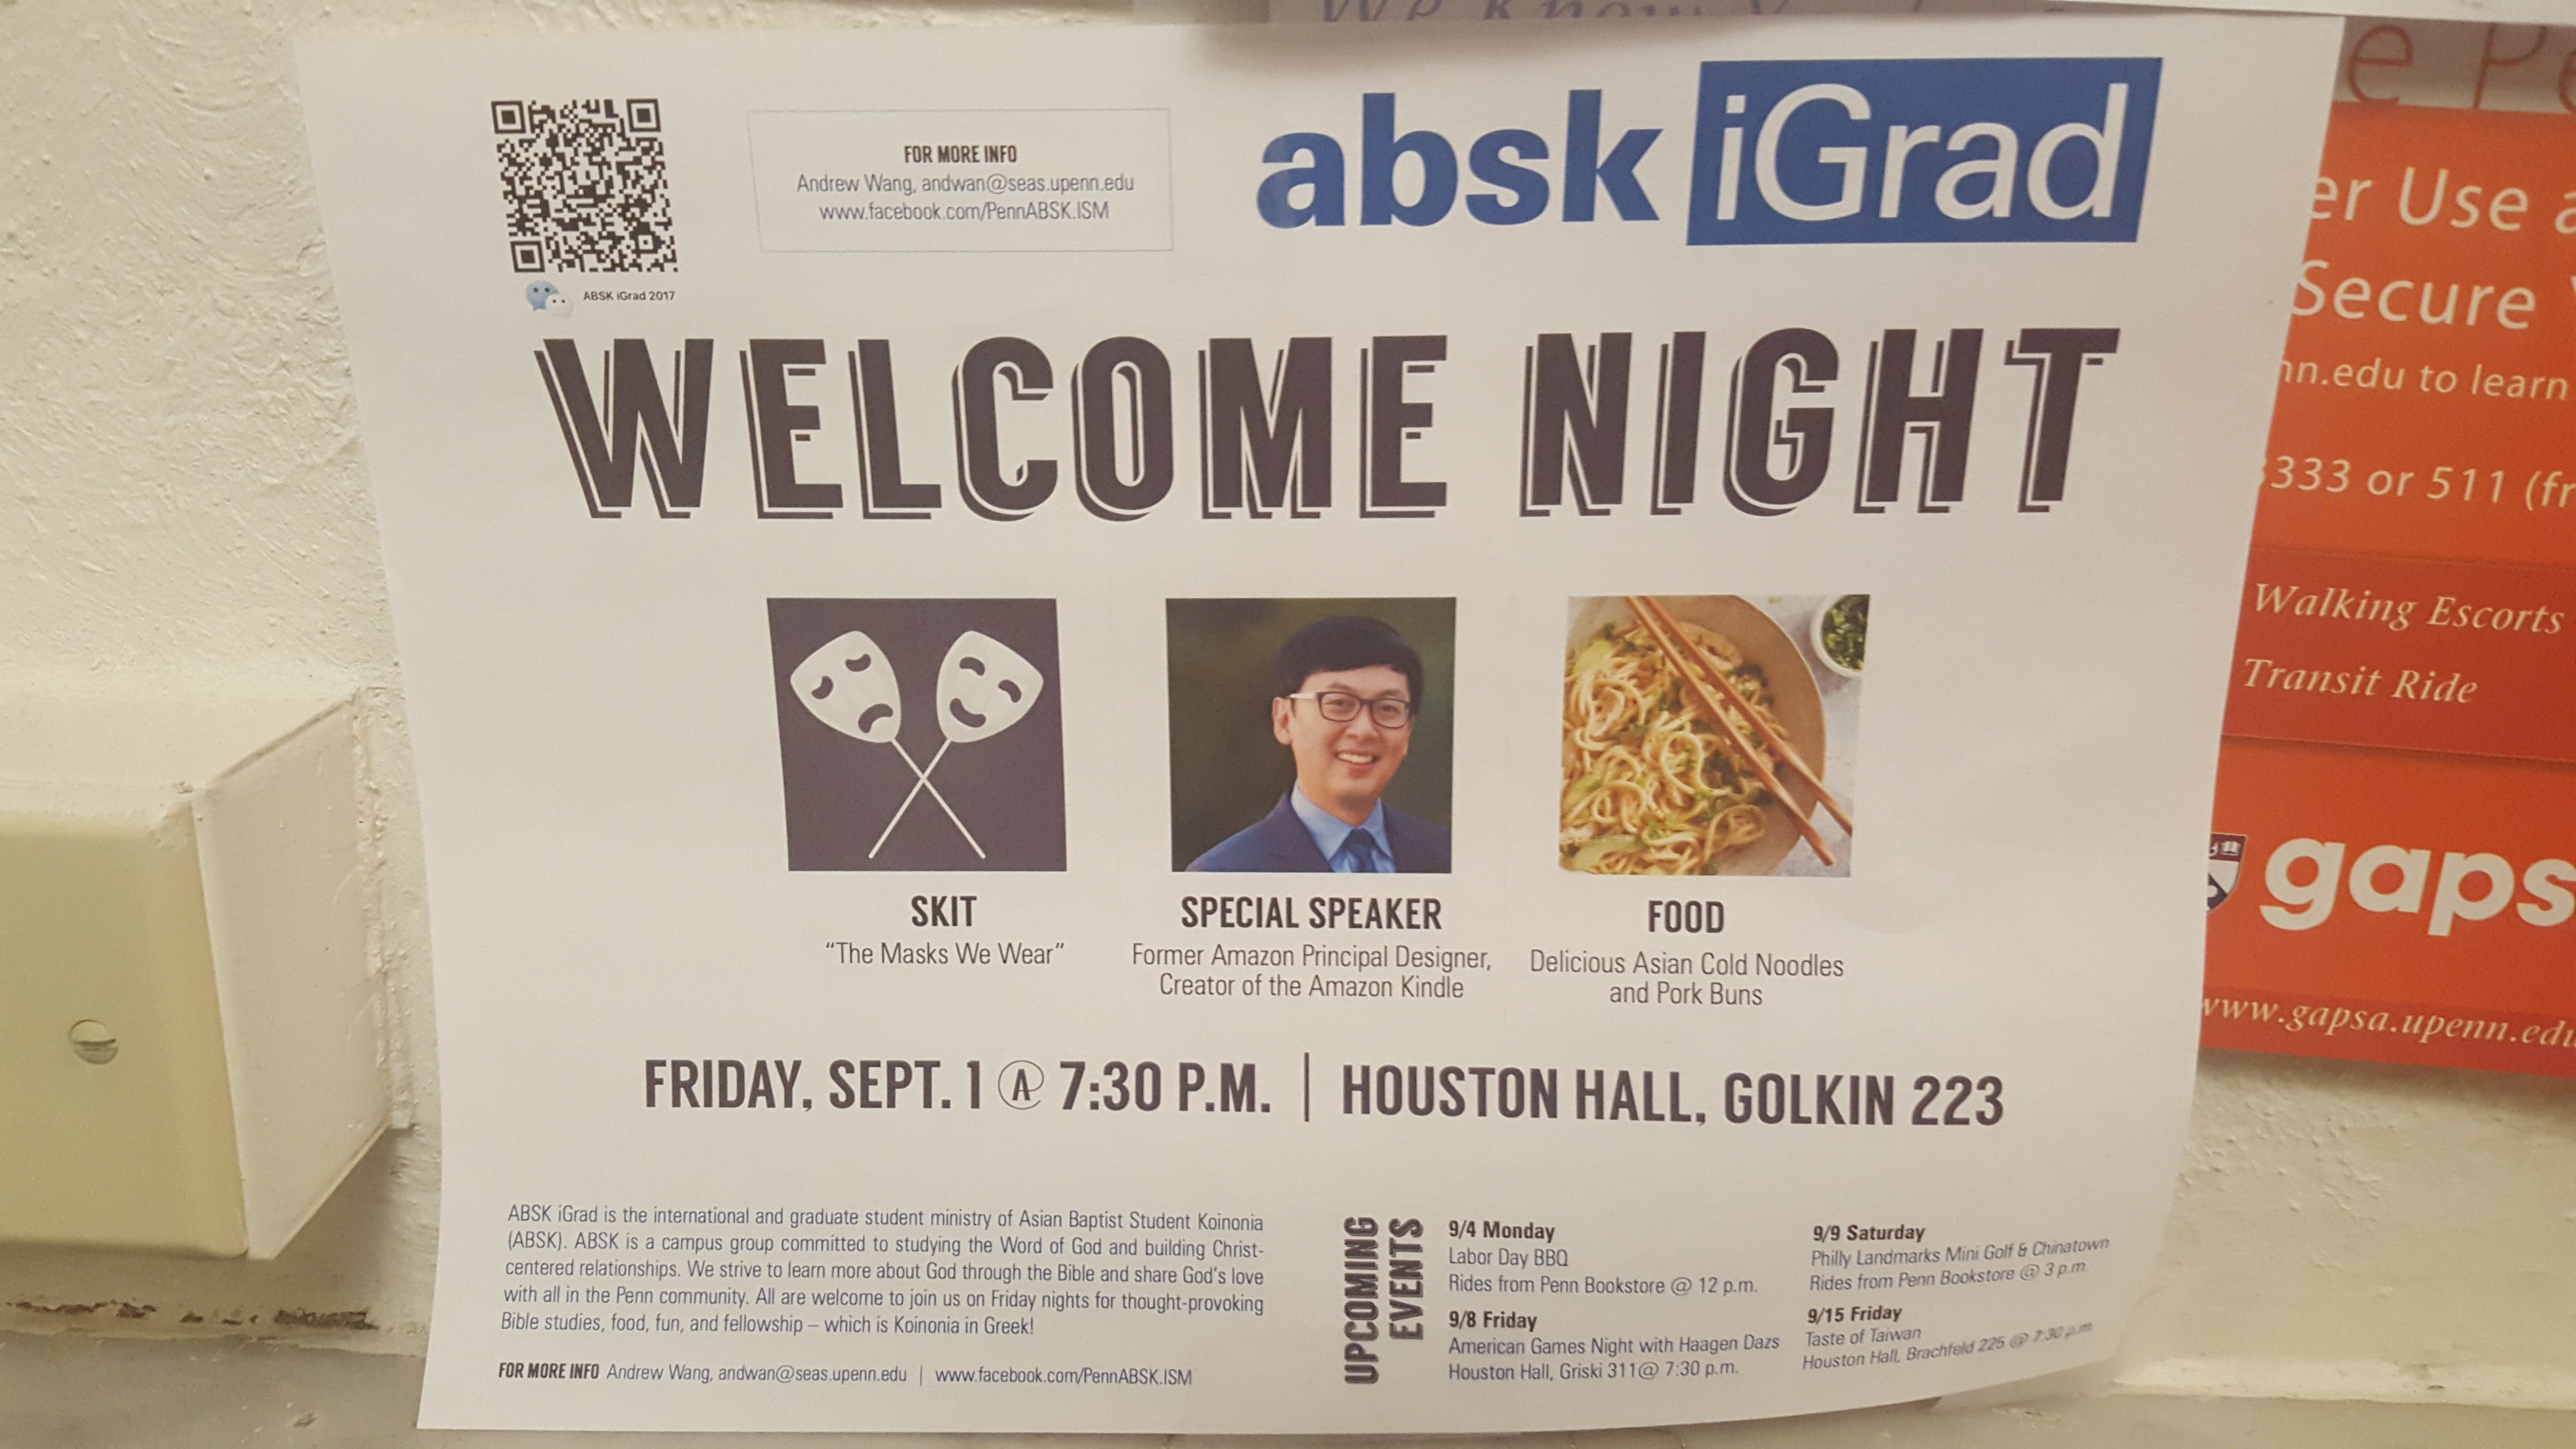 We Know
FOR MORE INFO
Andrew Wang, andwan@seas.upenn.edu
www.facebook.com/PennABSK.ISM
absk iGrad
ABSK iGrad 2017
WELCOME NIGHT
SKIT
“The Masks We Wear”
SPECIAL SPEAKER
Former Amazon Principal Designer,
Creator of the Amazon Kindle
FOOD
Delicious Asian Cold Noodles
and Pork Buns
FRIDAY, SEPT. 1 @ 7:30 P.M. | HOUSTON HALL, GOLKIN 223
ABSK iGrad is the international and graduate student ministry of Asian Baptist Student Koinonia
(ABSK). ABSK is a campus group committed to studying the Word of God and building Christ-
centered relationships. We strive to learn more about God through the Bible and share God's love
with all in the Penn community. All are welcome to join us on Friday nights for thought-provoking
Bible studies, food, fun, and fellowship – which is Koinonia in Greek!
FOR MORE INFO Andrew Wang, andwan@seas.upenn.edu | www.facebook.com/PennABSK.ISM
UPCOMING
EVENTS
9/4 Monday
Labor Day BBQ
Rides from Penn Bookstore @ 12 p.m.
9/8 Friday
American Games Night with Haagen Dazs
Houston Hall, Griski 311@ 7:30 p.m.
9/9 Saturday
Philly Landmarks Mini Golf & Chinatown
Rides from Penn Bookstore @ 3 p.m.
9/15 Friday
Taste of Taiwan
Houston Hall, Brachfeld 225 @ 7:30 p.m.
e Pe
er Use a
Secure
nn.edu to learn
333 or 511 (fr
Walking Escorts
Transit Ride
gaps
www.gapsa.upenn.edu